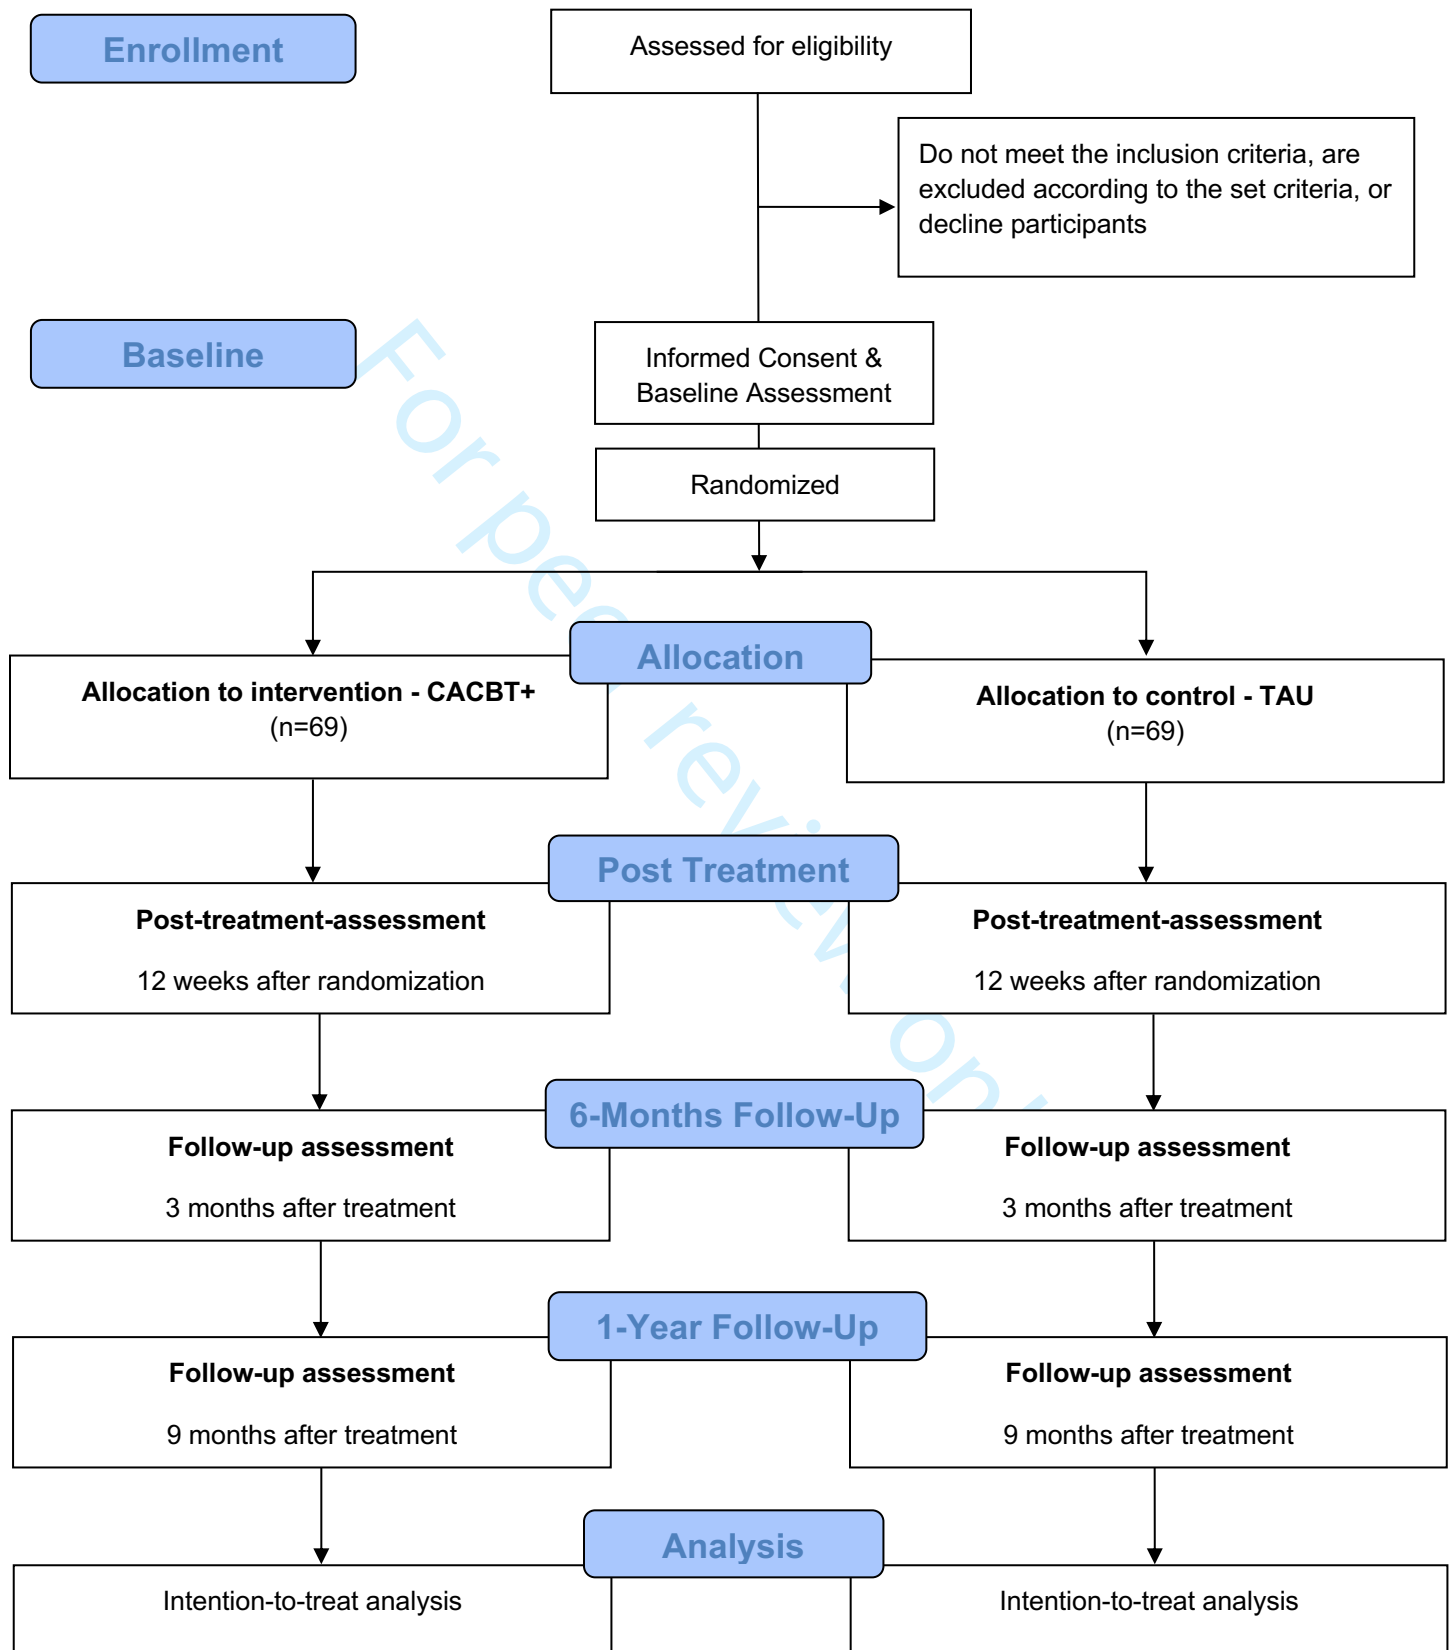 Enrollment
Assessed for eligibility
Do not meet the inclusion criteria, are
excluded according to the set criteria, or
decline participants
Baseline
Informed Consent &
Baseline Assessment
Randomized
Allocation
Allocation to intervention - CACBT+
(n=69)
Allocation to control - TAU
(n=69)
Post Treatment
Post-treatment-assessment
12 weeks after randomization
Post-treatment-assessment
12 weeks after randomization
6-Months Follow-Up
Follow-up assessment
3 months after treatment
Follow-up assessment
3 months after treatment
1-Year Follow-Up
Follow-up assessment
9 months after treatment
Follow-up assessment
9 months after treatment
Analysis
Intention-to-treat analysis
Intention-to-treat analysis
For peer review only